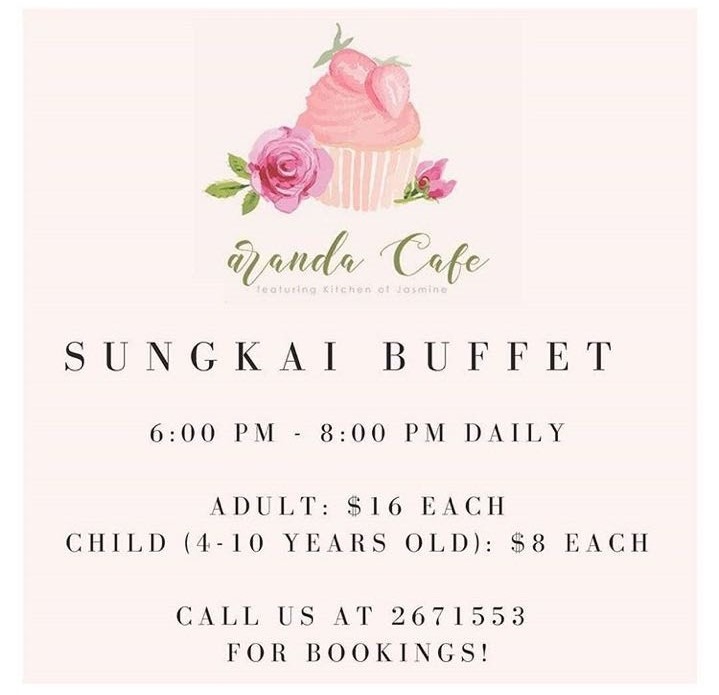 aranda Cafe
featuring Kitchen of Jasmine
SUNGKAI BUFFET
6:00 PM - 8:00 PM DAILY
ADULT: $16 EACH
CHILD (4-10 YEARS OLD): $8 EACH
CALL US AT 2671553
FOR BOOKINGS!